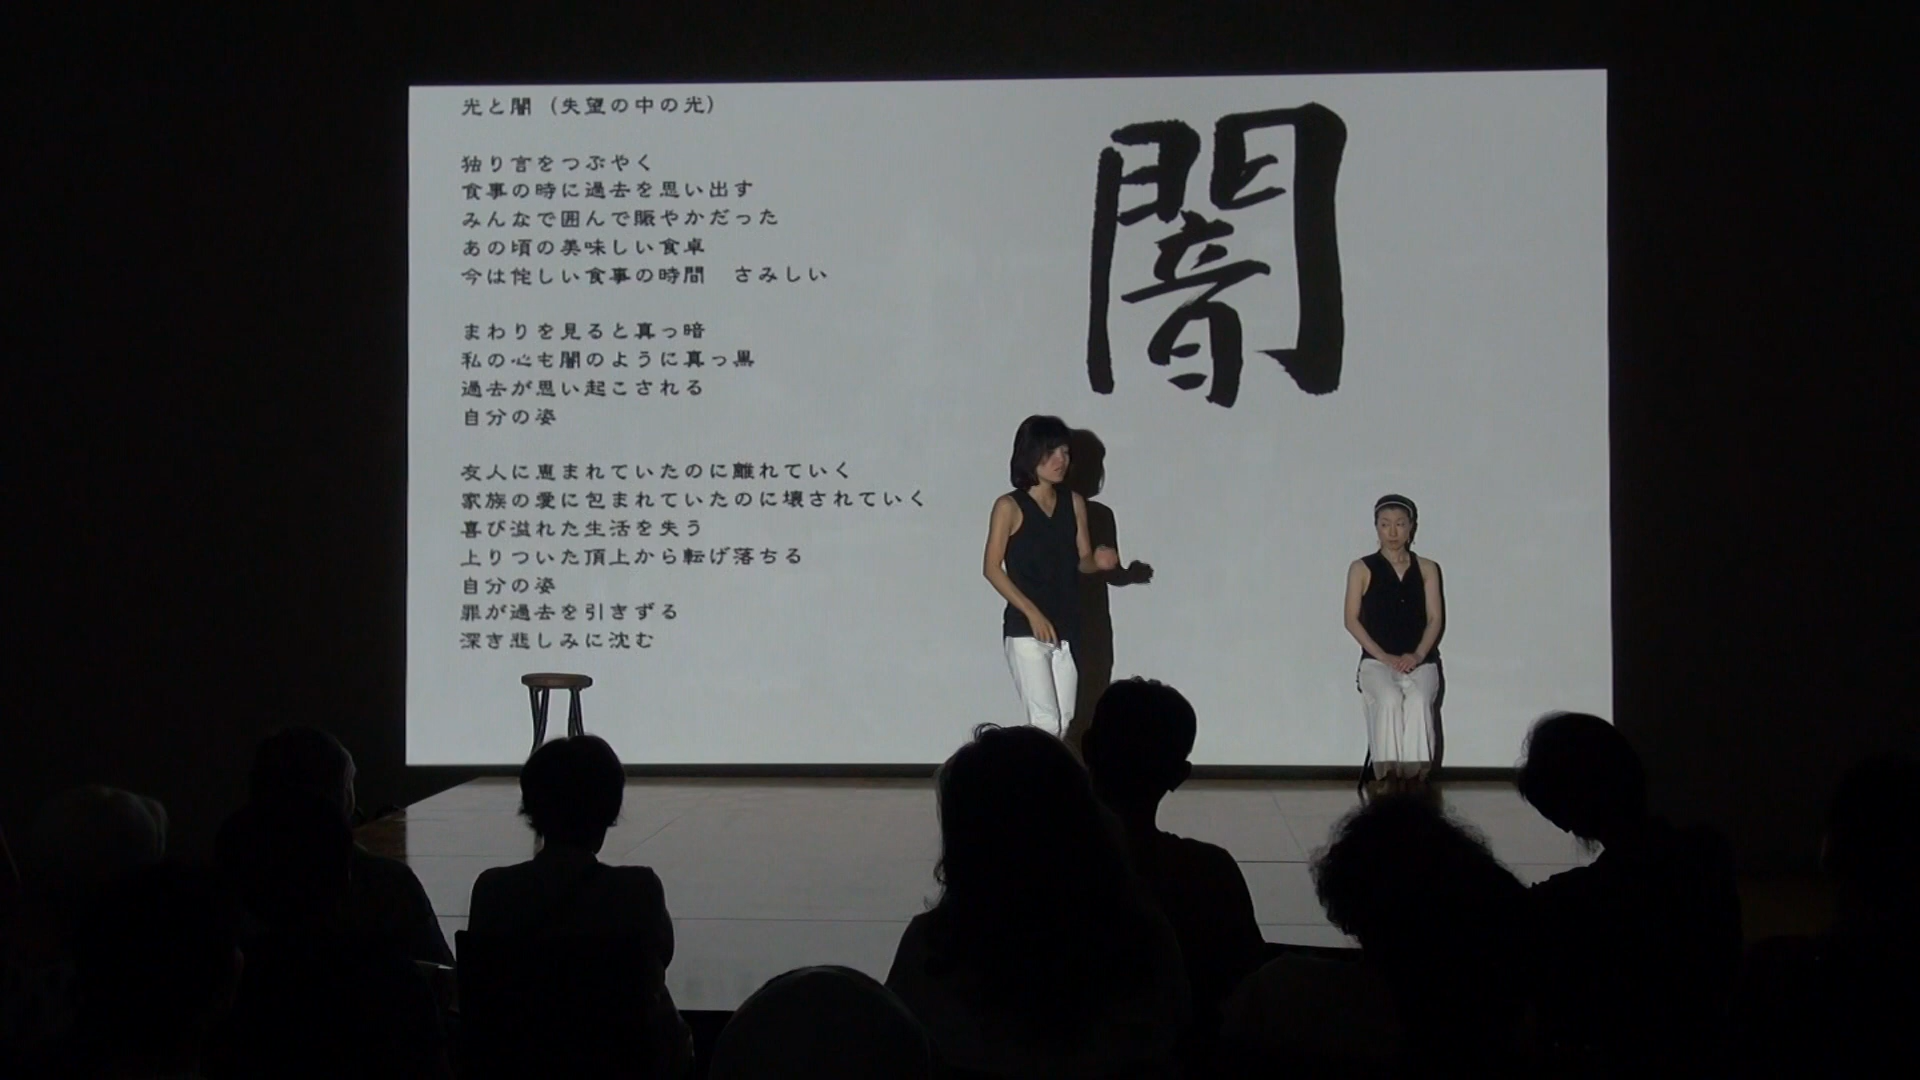 光と闇（失望の中の光）
独り言をつぶやく
食事の時に過去を思い出す
みんなで囲んで賑やかだった
あの頃の美味しい食卓
今は侘しい食事の時間　さみしい
まわりを見ると真っ暗
私の心も闇のように真っ黒
過去が思い起こされる
自分の姿
友人に恵まれていたのに離れていく
家族の愛に包まれていたのに壊されていく
喜び溢れた生活を失う
上りついた頂上から転げ落ちる
自分の姿
罪が過去を引きずる
深き悲しみに沈む
闇